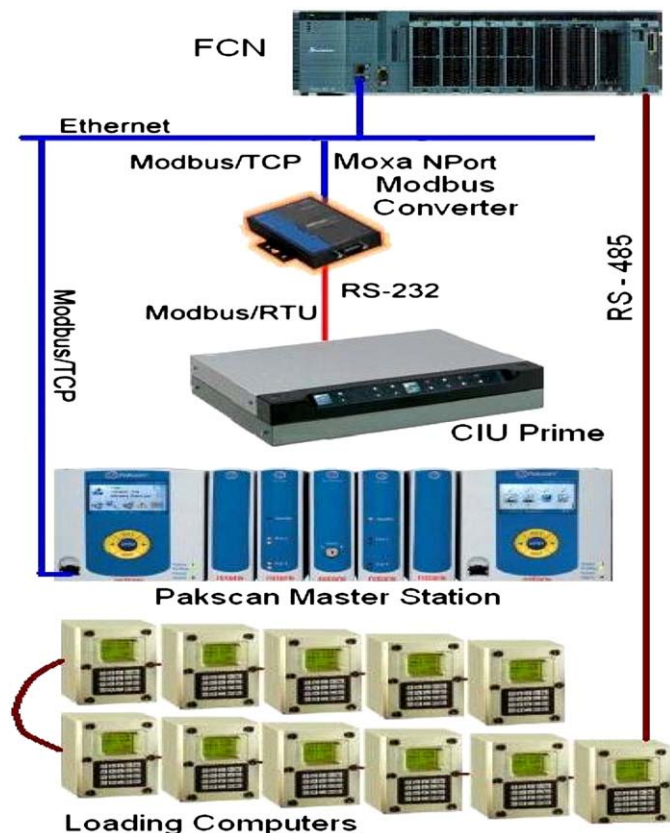 FCN
Ethernet
Modbus/TCP
Moxa NPort
Modbus
Converter
RS-232
Modbus/RTU
Modbus/TCP
RS - 485
CIU Prime
Pakscan Master Station
Loading Computers